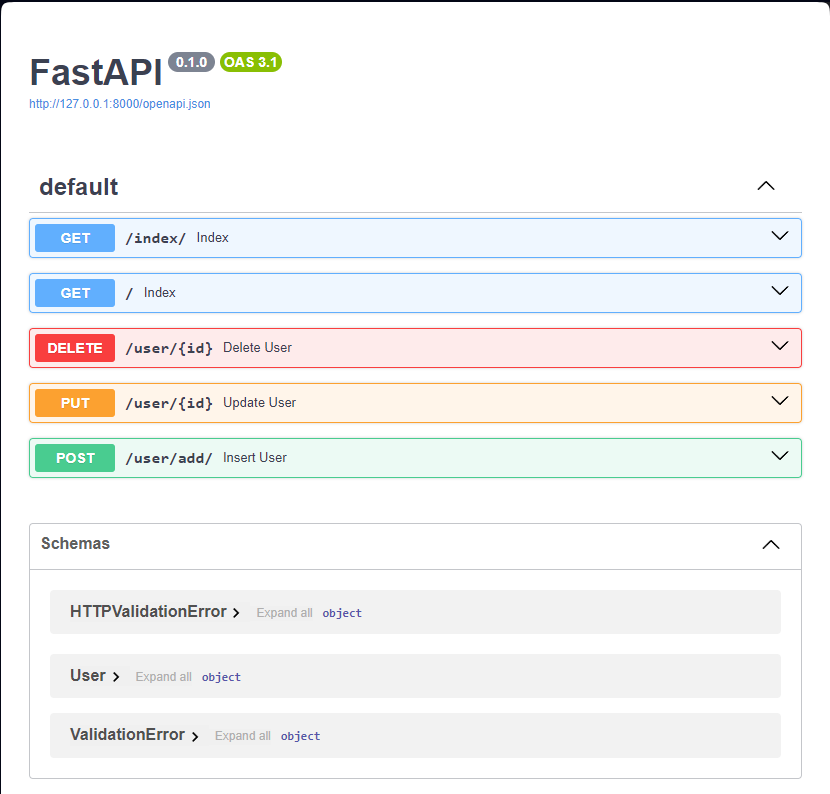 FastAPI 0.1.0 OAS 3.1
http://127.0.0.1:8000/openapi.json
default
GET /index/ Index
GET / Index
DELETE /user/{id} Delete User
PUT /user/{id} Update User
POST /user/add/ Insert User
Schemas
HTTPValidationError Expand all object
User Expand all object
ValidationError Expand all object